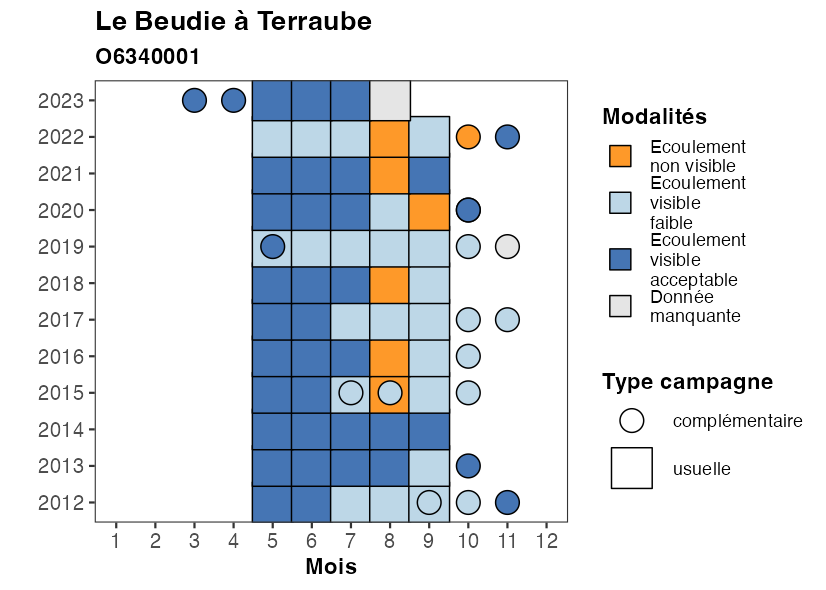 Le Beudie à Terraube
O6340001
2023
2022
2021
2020
2019
2018
2017
2016
2015
2014
2013
2012
1 2 3 4 5 6 7 8 9 10 11 12
Mois
Modalités
Ecoulement
non visible
Ecoulement
visible
faible
Ecoulement
visible
acceptable
Donnée
manquante
Type campagne
complémentaire
usuelle